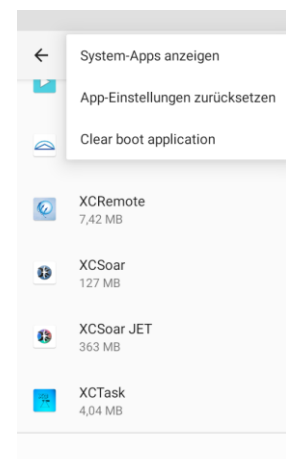 System-Apps anzeigen
App-Einstellungen zurücksetzen
Clear boot application
XCRemote
7,42 MB
XCSoar
127 MB
XCSoar JET
363 MB
XCTask
4,04 MB